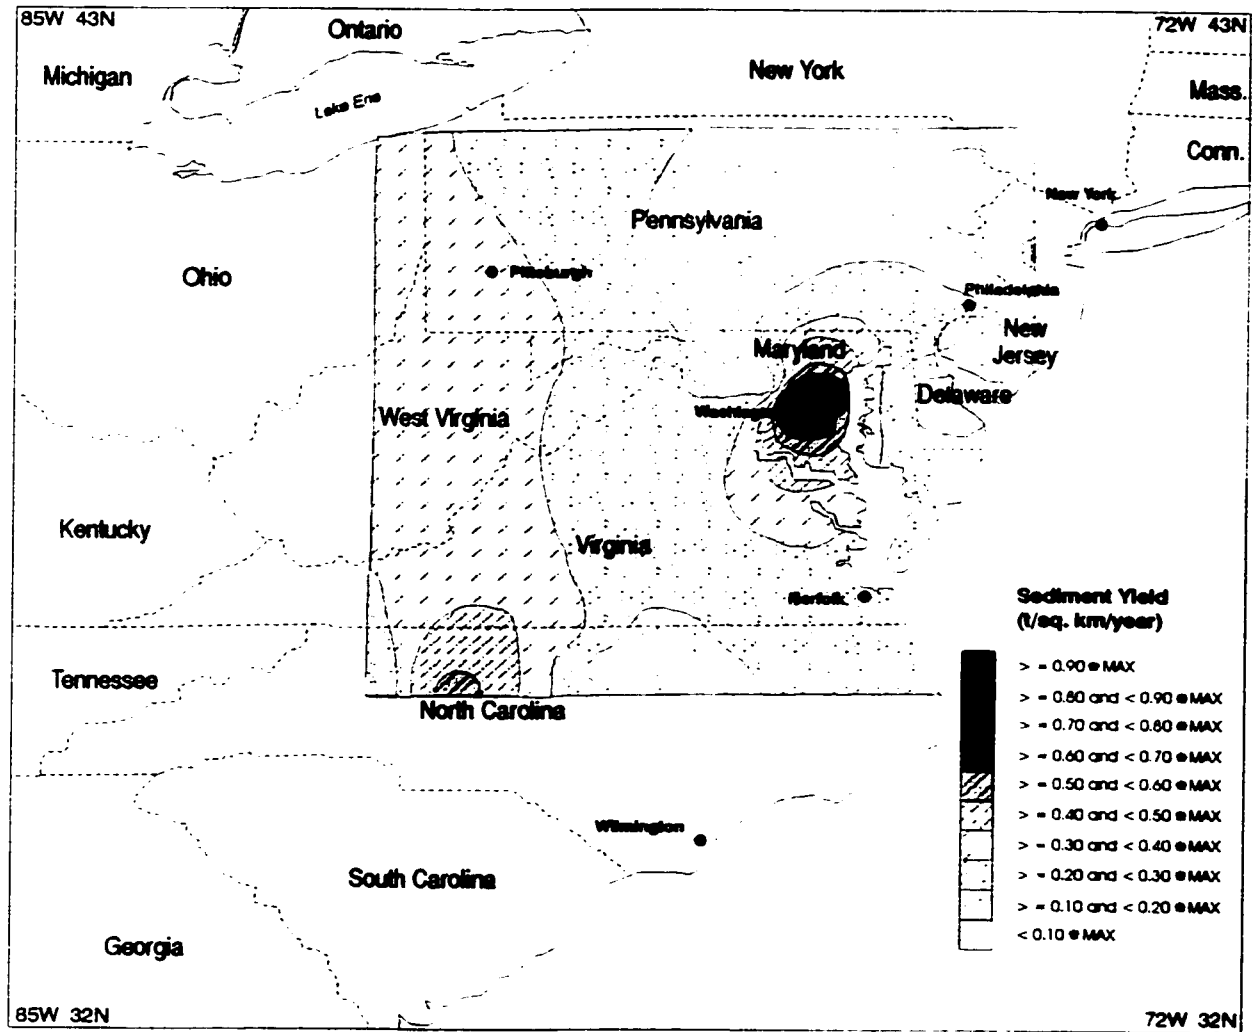 85W 43N
Ontario
72W 43N
Michigan
New York
Mass.
Lake Erie
Conn.
New York
Pennsylvania
Ohio
Pittsburgh
Philadelphia
New
Jersey
Maryland
Delaware
West Virginia
Kentucky
Virginia
Norfolk
Sediment Yield
(t/sq. km/year)
> = 0.90 * MAX
> = 0.80 and < 0.90 * MAX
> = 0.70 and < 0.80 * MAX
> = 0.60 and < 0.70 * MAX
> = 0.50 and < 0.60 * MAX
> = 0.40 and < 0.50 * MAX
> = 0.30 and < 0.40 * MAX
> = 0.20 and < 0.30 * MAX
> = 0.10 and < 0.20 * MAX
< 0.10 * MAX
Tennessee
North Carolina
Wilmington
South Carolina
Georgia
85W 32N
72W 32N